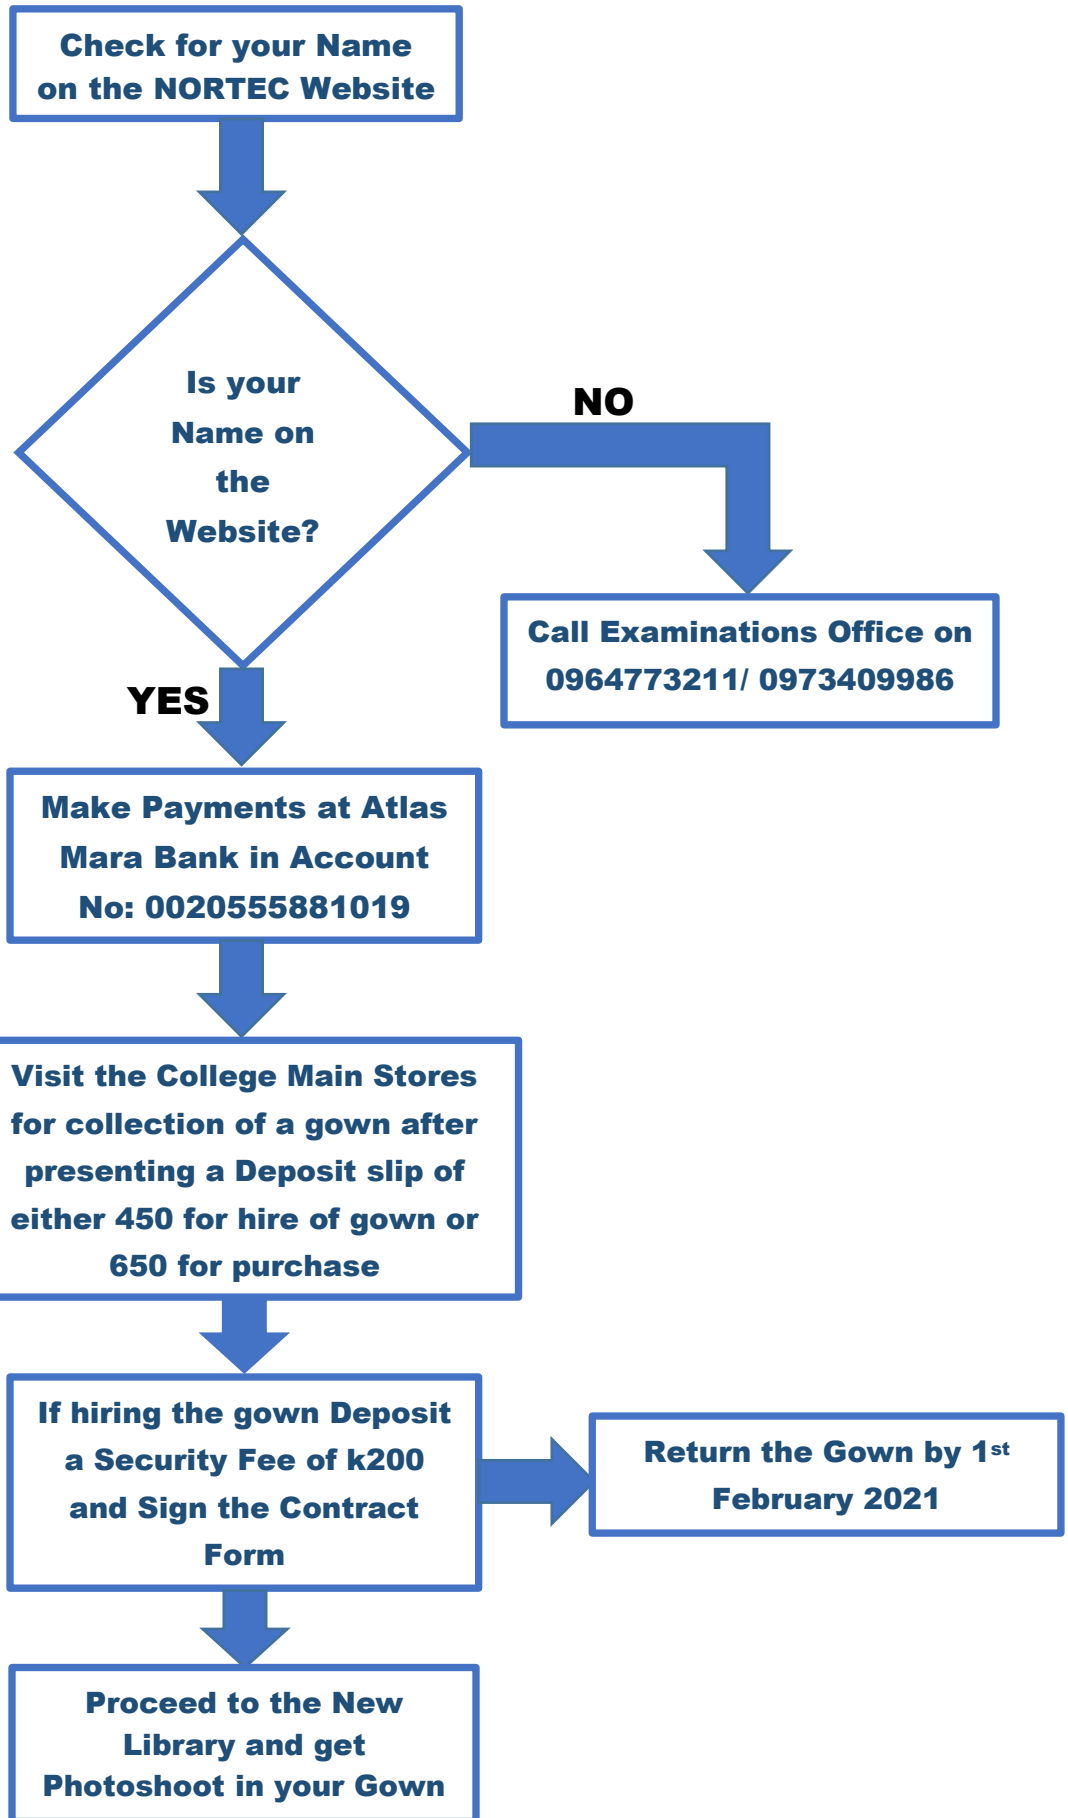 Check for your Name
on the NORTEC Website
Is your
Name on
the
Website?
NO
Call Examinations Office on
0964773211/ 0973409986
YES
Make Payments at Atlas
Mara Bank in Account
No: 0020555881019
Visit the College Main Stores
for collection of a gown after
presenting a Deposit slip of
either 450 for hire of gown or
650 for purchase
If hiring the gown Deposit
a Security Fee of k200
and Sign the Contract
Form
Return the Gown by 1st
February 2021
Proceed to the New
Library and get
Photoshoot in your Gown